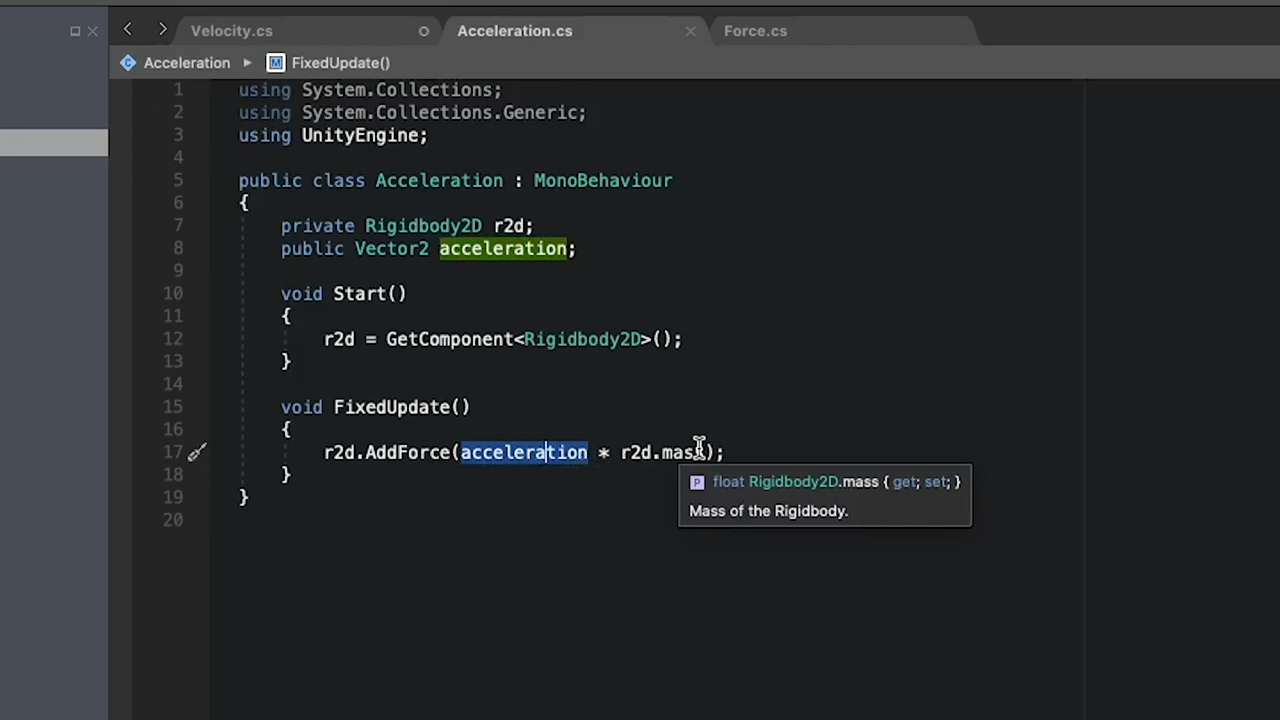 Velocity.cs Acceleration.cs Force.cs
Acceleration FixedUpdate()
1 using System.Collections;
2 using System.Collections.Generic;
3 using UnityEngine;
4
5 public class Acceleration : MonoBehaviour
6 {
7 private Rigidbody2D r2d;
8 public Vector2 acceleration;
9
10 void Start()
11 {
12 r2d = GetComponent<Rigidbody2D>();
13 }
14
15 void FixedUpdate()
16 {
17 r2d.AddForce(acceleration * r2d.mass);
18 }
19 }
20
P float Rigidbody2D.mass { get; set; }
Mass of the Rigidbody.